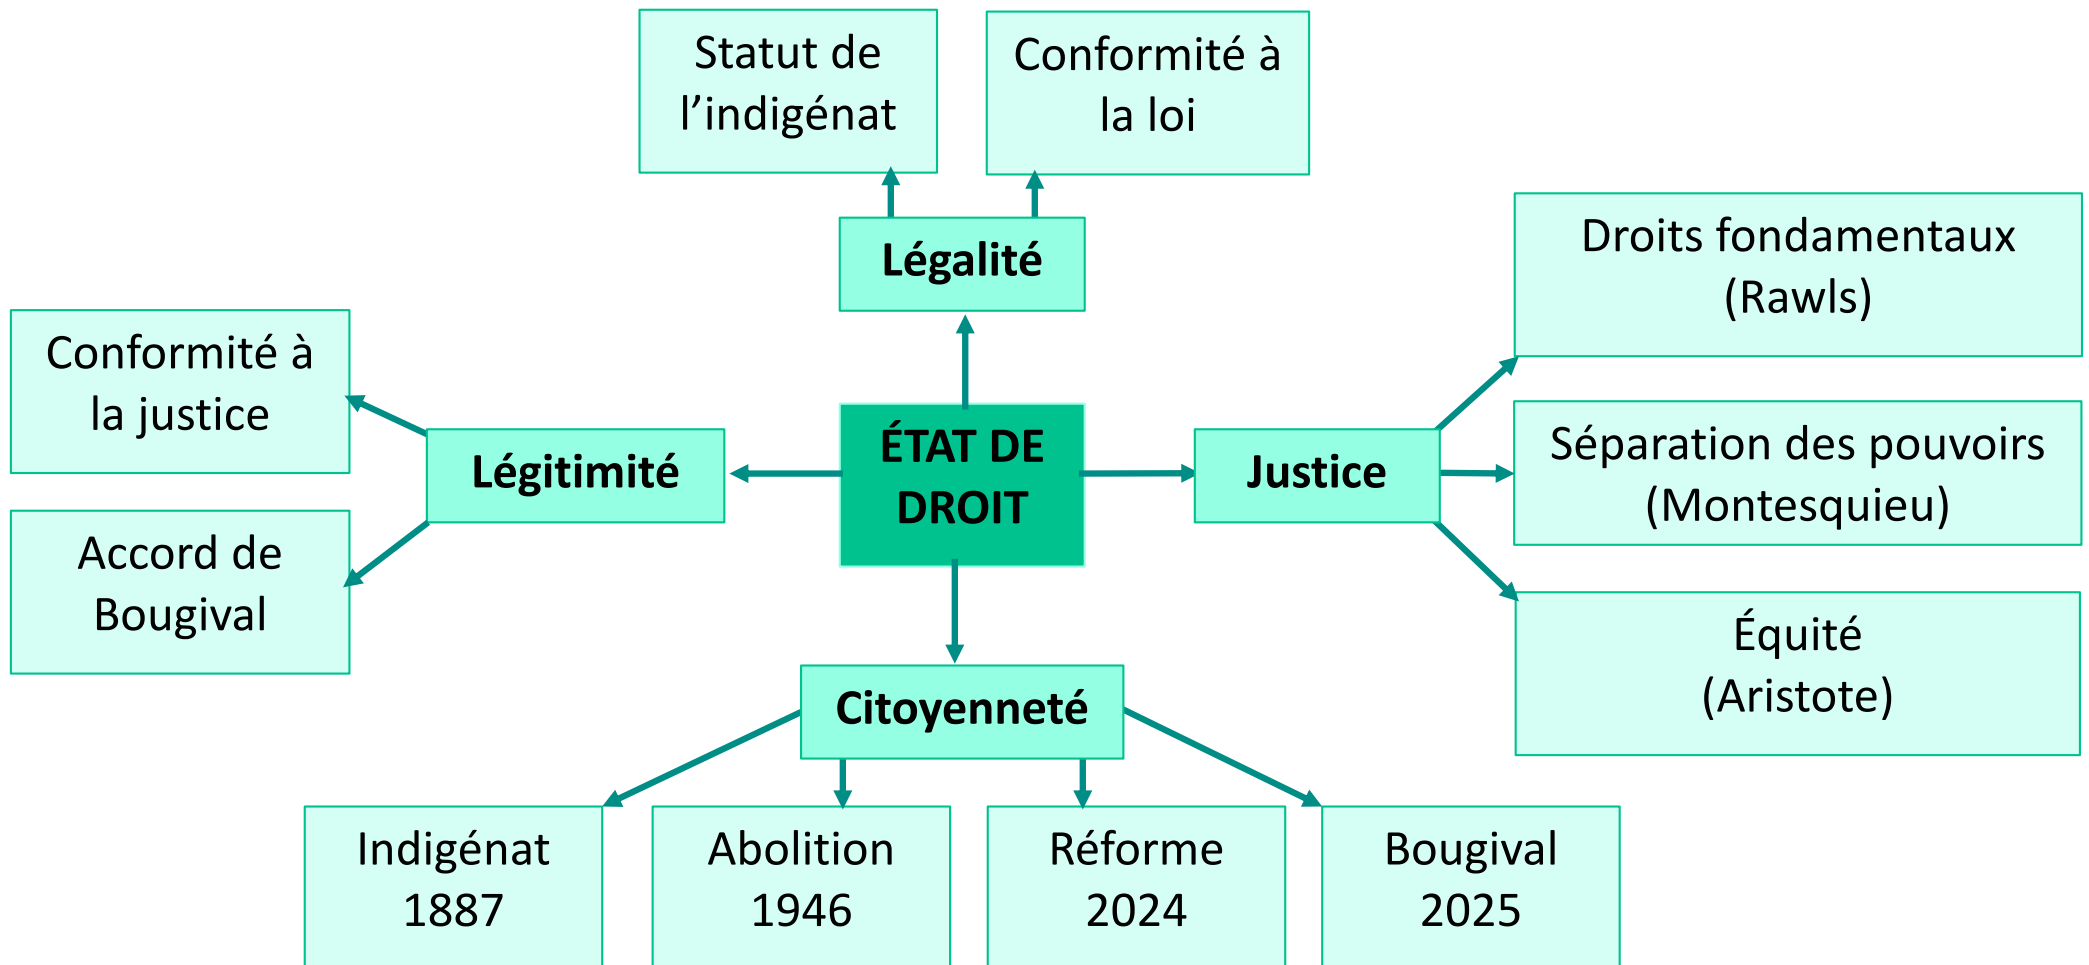 Statut de
l’indigénat
Conformité à
la loi
Légalité
Droits fondamentaux
(Rawls)
Conformité à
la justice
Légitimité
ÉTAT DE
DROIT
Justice
Séparation des pouvoirs
(Montesquieu)
Accord de
Bougival
Équité
(Aristote)
Citoyenneté
Indigénat
1887
Abolition
1946
Réforme
2024
Bougival
2025